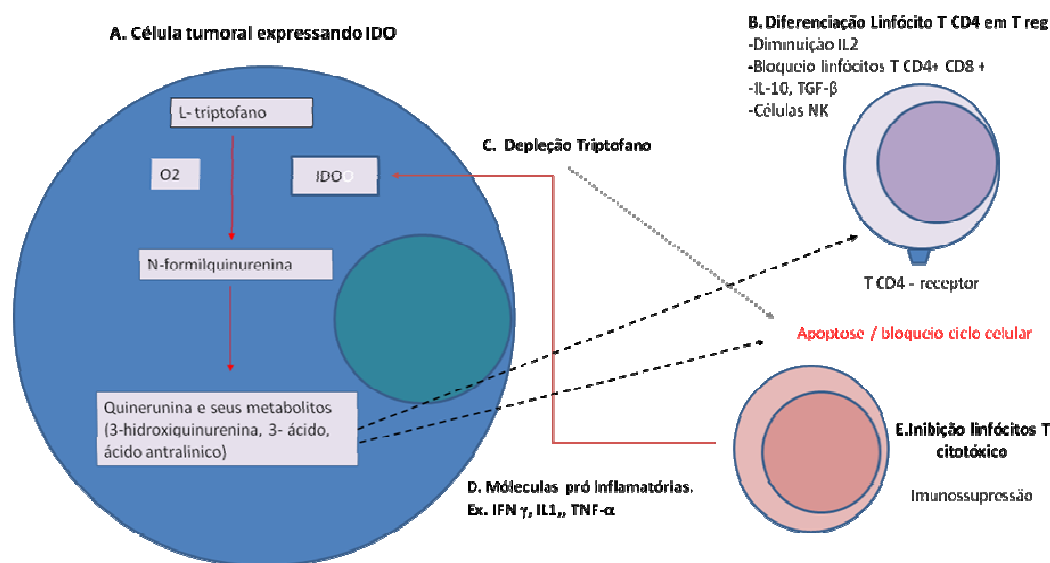 A. Célula tumoral expressando IDO
L- triptofano
O2
IDOO
N-formilquinurenina
Quinerunina e seus metabolitos
(3-hidroxiquinurenina, 3- ácido,
ácido antralinico)
B. Diferenciação Linfócito T CD4 em T reg
-Diminuição IL2
-Bloqueio linfócitos T CD4+ CD8 +
-IL-10, TGF-β
-Células NK
C. Depleção Triptofano
T CD4 - receptor
Apoptose / bloqueio ciclo celular
D. Móleculas pró inflamatórias.
Ex. IFN γ, IL1,, TNF-α
E.Inibição linfócitos T
citotóxico
Imunossupressão